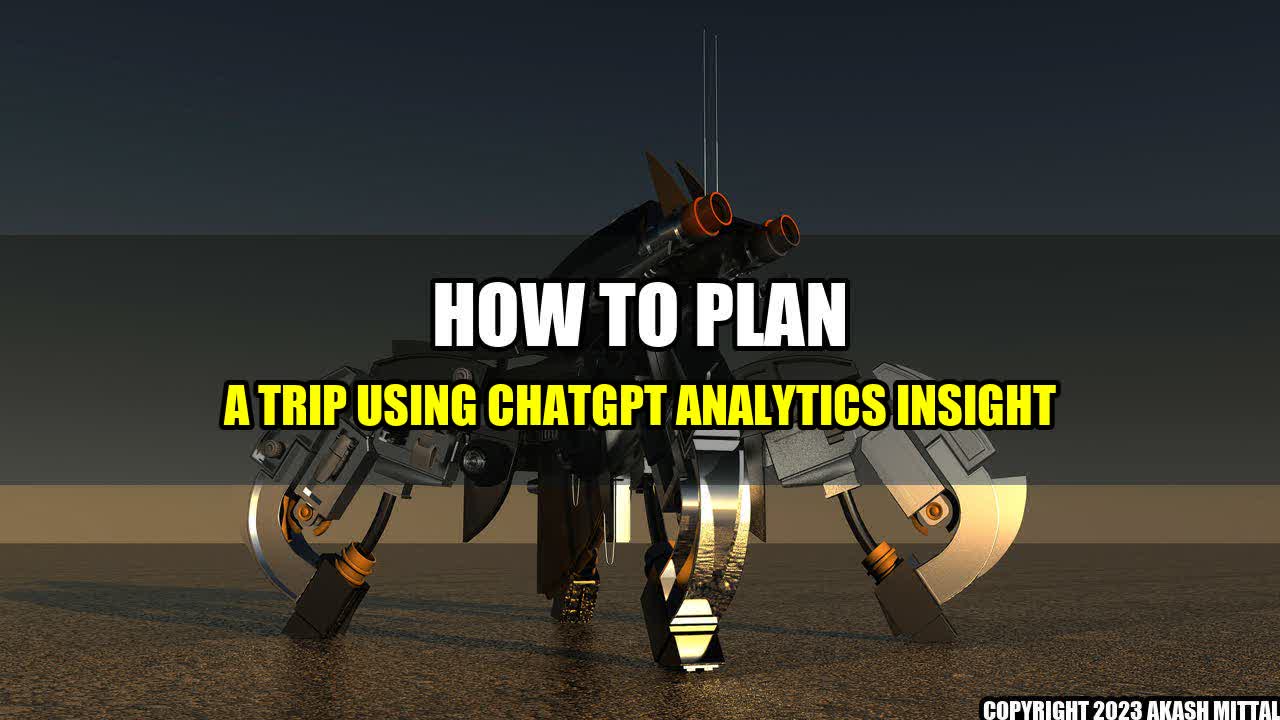 HOW TO PLAN
A TRIP USING CHATGPT ANALYTICS INSIGHT
COPYRIGHT 2023 AKASH MITTAL